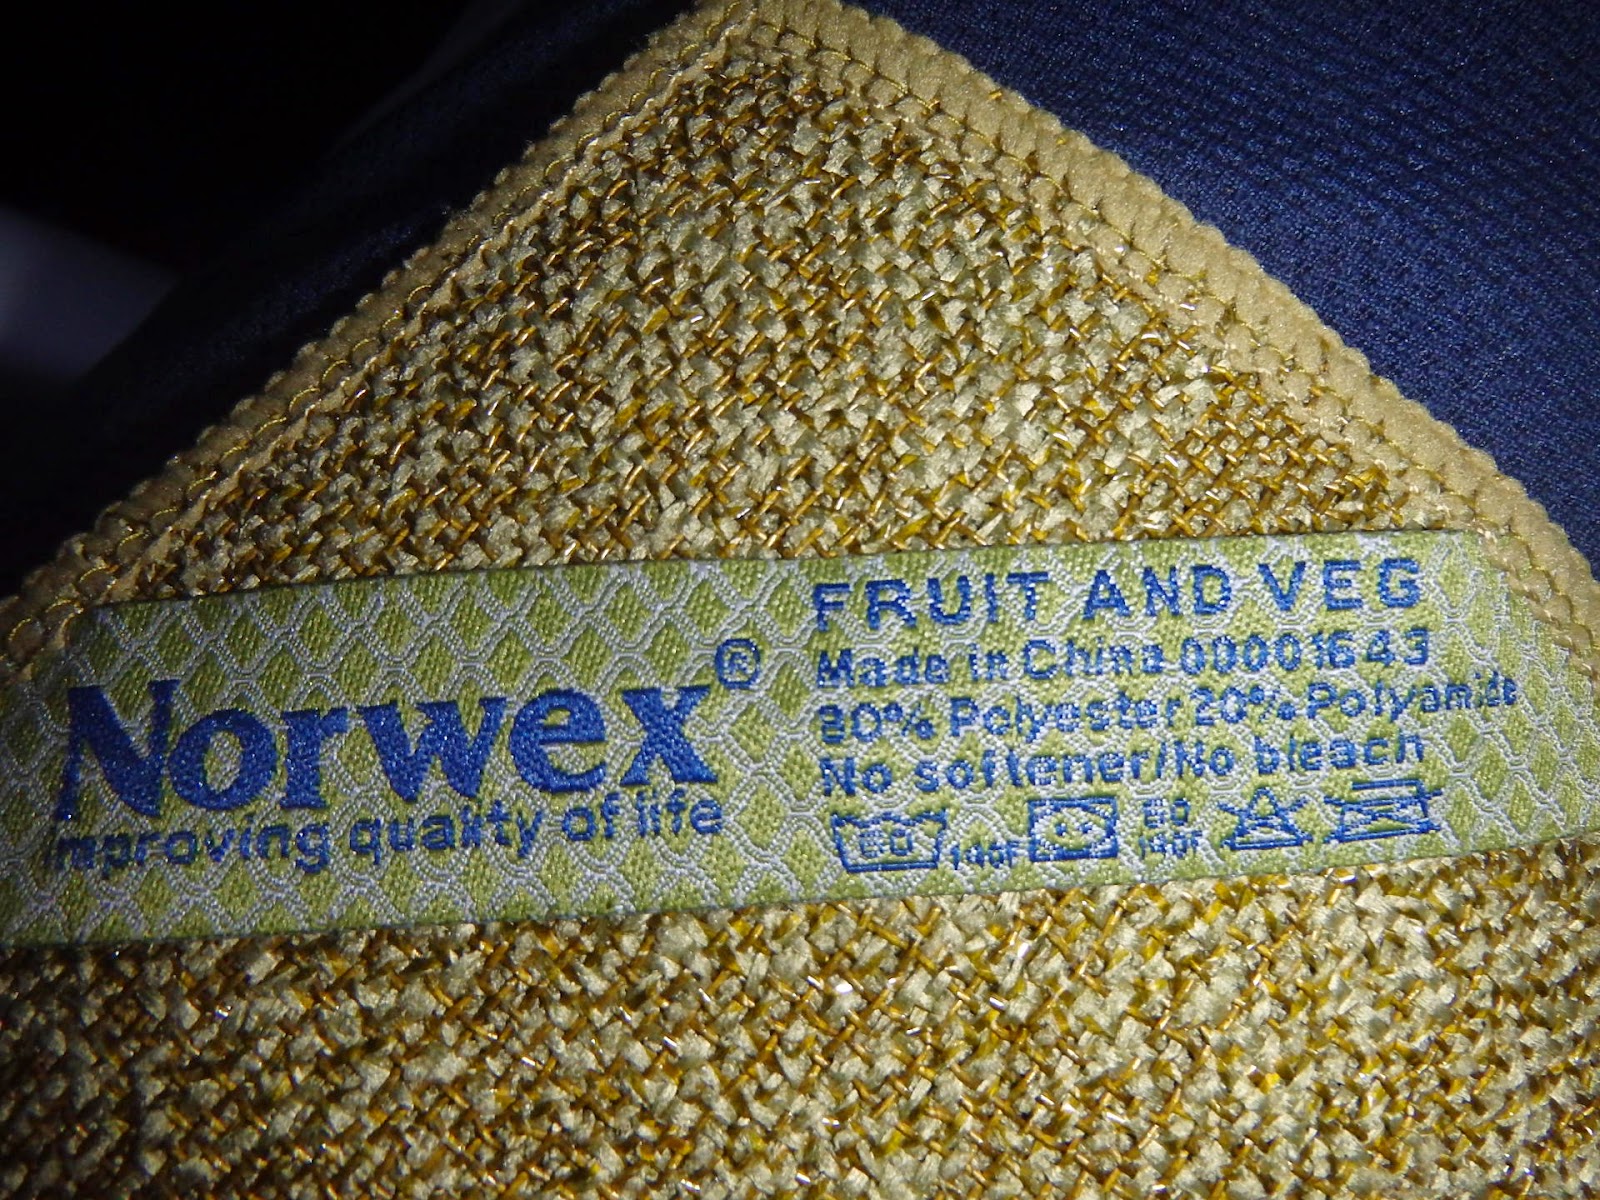 Norwex®
improving quality of life
FRUIT AND VEG
Made in China 00001643
80% Polyester 20% Polyamide
No softener/No bleach
60 140F 60 140F